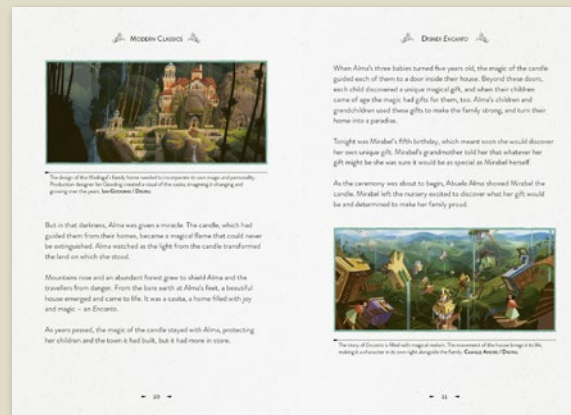 MODERN CLASSICS
The design of the Madrigal's family home needed to incorporate its own magic and personality.
Production designer Ian Gooding created a visual of the casita, imagining it changing and
growing over the years. IAN GOODING / DIGITAL
But in that darkness, Alma was given a miracle. The candle, which had
guided them from their homes, became a magical flame that could never
be extinguished. Alma watched as the light from the candle transformed
the land on which she stood.
Mountains rose and an abundant forest grew to shield Alma and the
travellers from danger. From the bare earth at Alma's feet, a beautiful
house emerged and came to life. It was a casita, a home filled with joy
and magic – an Encanto.
As years passed, the magic of the candle stayed with Alma, protecting
her children and the town it had built, but it had more in store.
10
DISNEY ENCANTO
When Alma's three babies turned five years old, the magic of the candle
guided each of them to a door inside their house. Beyond these doors,
each child discovered a unique magical gift, and when their children
came of age the magic had gifts for them, too. Alma's children and
grandchildren used these gifts to make the family strong, and turn their
home into a paradise.
Tonight was Mirabel's fifth birthday, which meant soon she would discover
her own unique gift. Mirabel's grandmother told her that whatever her
gift might be she was sure it would be as special as Mirabel herself.
As the ceremony was about to begin, Abuela Alma showed Mirabel the
candle. Mirabel left the nursery excited to discover what her gift would
be and determined to make her family proud.
The story of Encanto is filled with magical realism. The movement of the house brings it to life,
making it a character in its own right alongside the family. CAMILLE ANDRE / DIGITAL
11